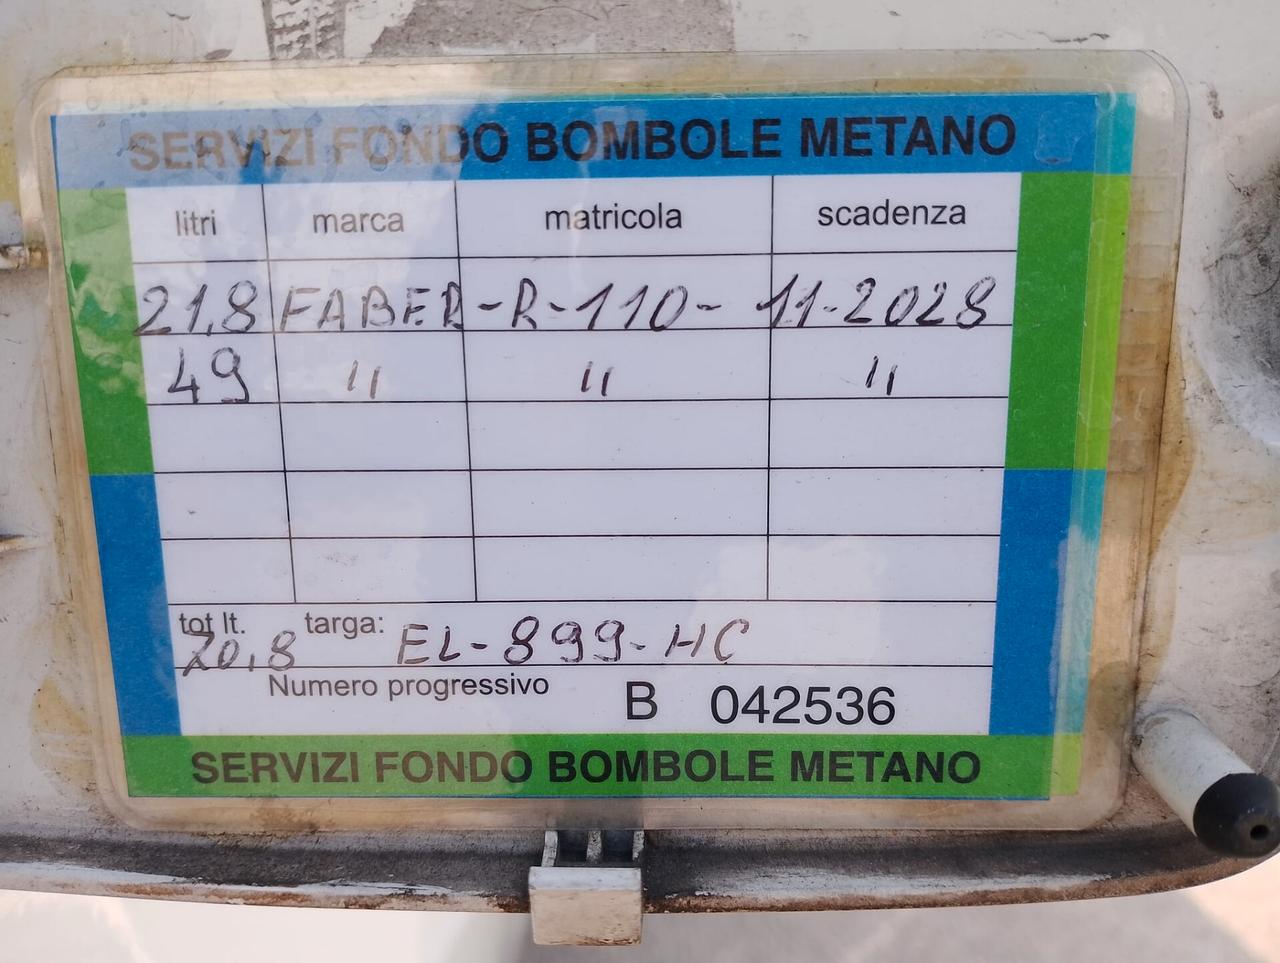 SERVIZI FONDO BOMBOLE METANO
litri marca matricola scadenza
21,8 FABER -R-110- 11-2028
49 " " "
tot lt. 70,8 targa: EL-899-HC
Numero progressivo B 042536
SERVIZI FONDO BOMBOLE METANO